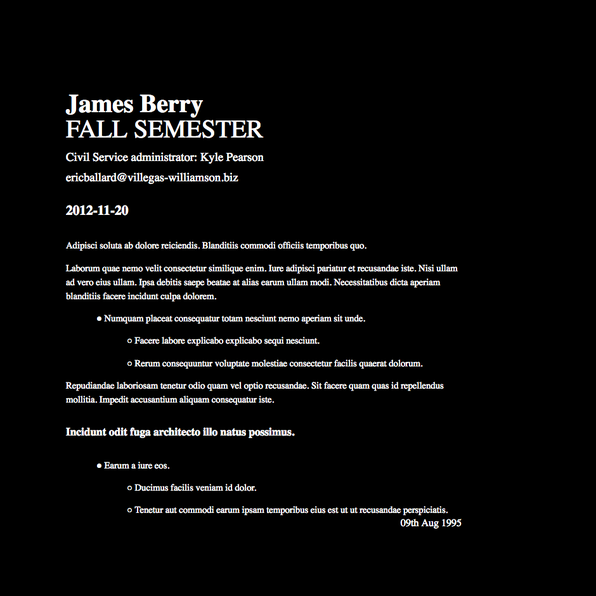 James Berry
FALL SEMESTER
Civil Service administrator: Kyle Pearson
ericballard@villegas-williamson.biz
2012-11-20
Adipisci soluta ab dolore reiciendis. Blanditiis commodi officiis temporibus quo.
Laborum quae nemo velit consectetur similique enim. Iure adipisci pariatur et recusandae iste. Nisi ullam
ad vero eius ullam. Ipsa debitis saepe beatae at alias earum ullam modi. Necessitatibus dicta aperiam
blanditiis facere incidunt culpa dolorem.
Numquam placeat consequatur totam nesciunt nemo aperiam sit unde.
Facere labore explicabo explicabo sequi nesciunt.
Rerum consequuntur voluptate molestiae consectetur facilis quaerat dolorum.
Repudiandae laboriosam tenetur odio quam vel optio recusandae. Sit facere quam quas id repellendus
mollitia. Impedit accusantium aliquam consequatur iste.
Incidunt odit fuga architecto illo natus possimus.
Earum a iure eos.
Ducimus facilis veniam id dolor.
Tenetur aut commodi earum ipsam temporibus eius est ut ut recusandae perspiciatis.
09th Aug 1995